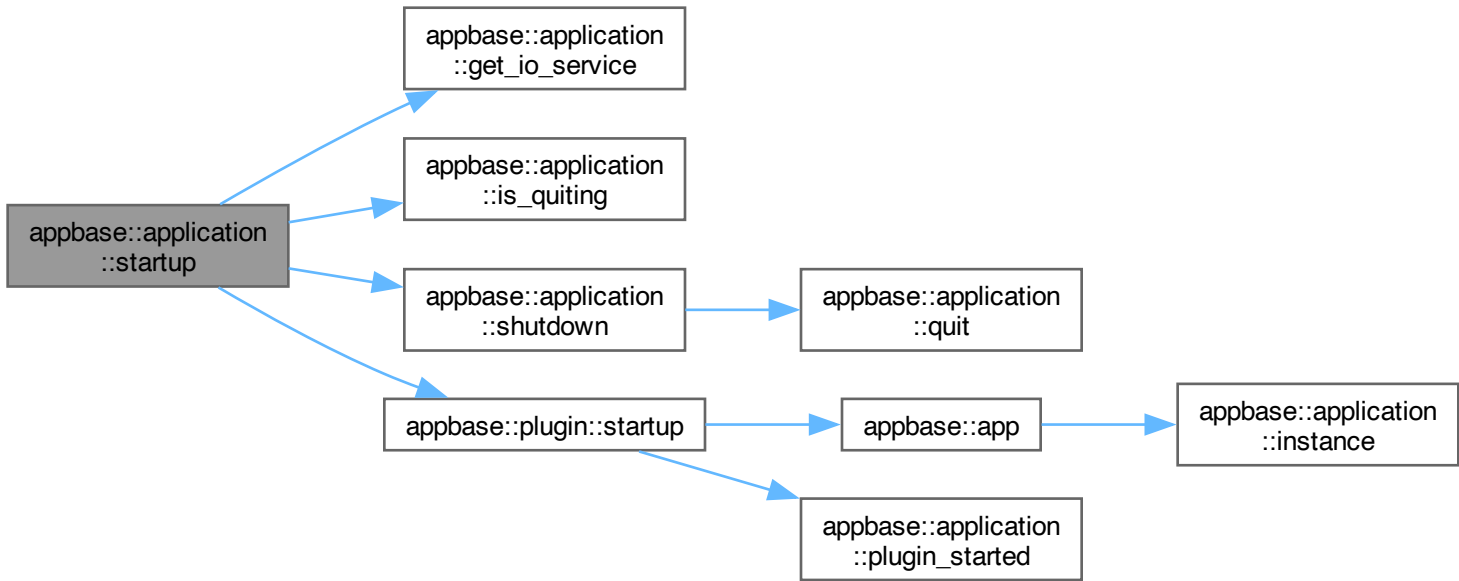 appbase::application
::get_io_service
appbase::application
::is_quiting
appbase::application
::startup
appbase::application
::shutdown
appbase::application
::quit
appbase::plugin::startup
appbase::app
appbase::application
::instance
appbase::application
::plugin_started